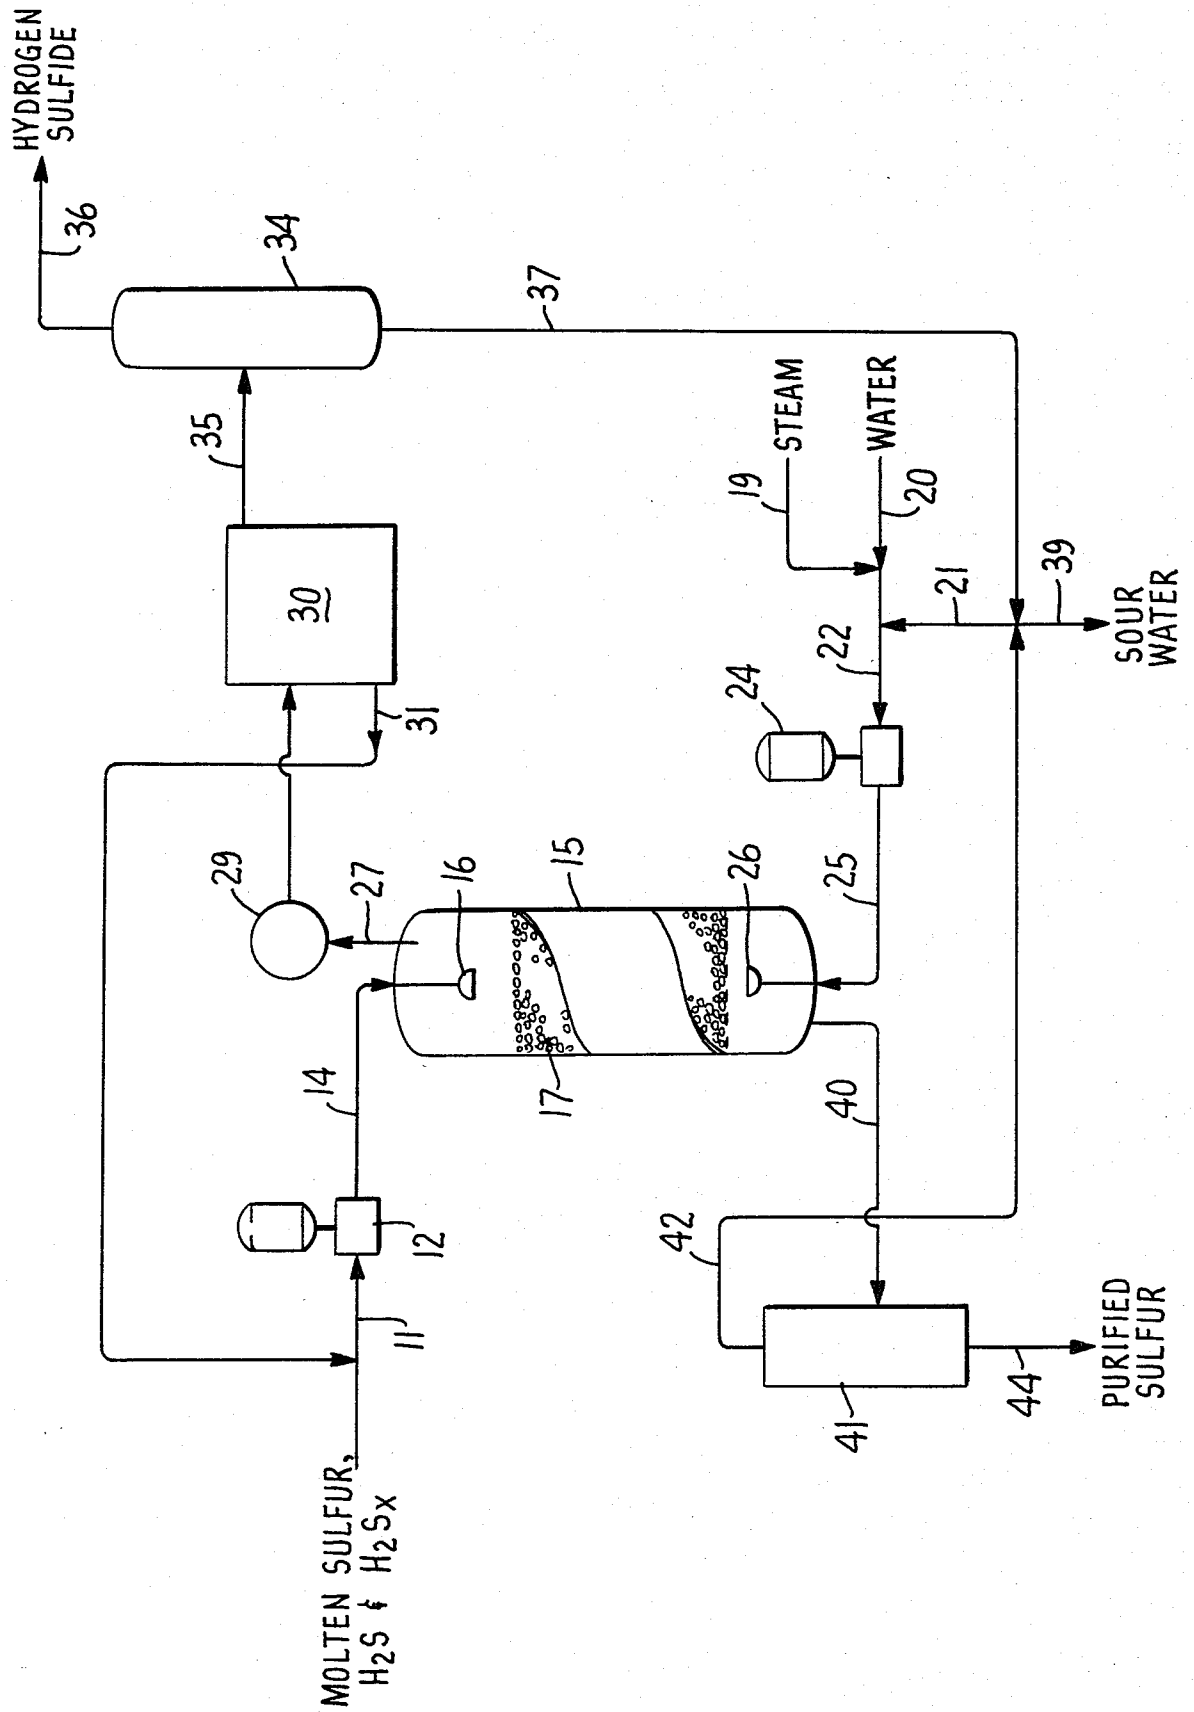 HYDROGEN
SULFIDE
36
34
35
37
30
31
29
27
16
15
14
17
12
11
MOLTEN SULFUR,
H2S & H2Sx
STEAM
WATER
19
20
21
22
24
25
26
39
SOUR
WATER
40
42
41
44
PURIFIED
SULFUR